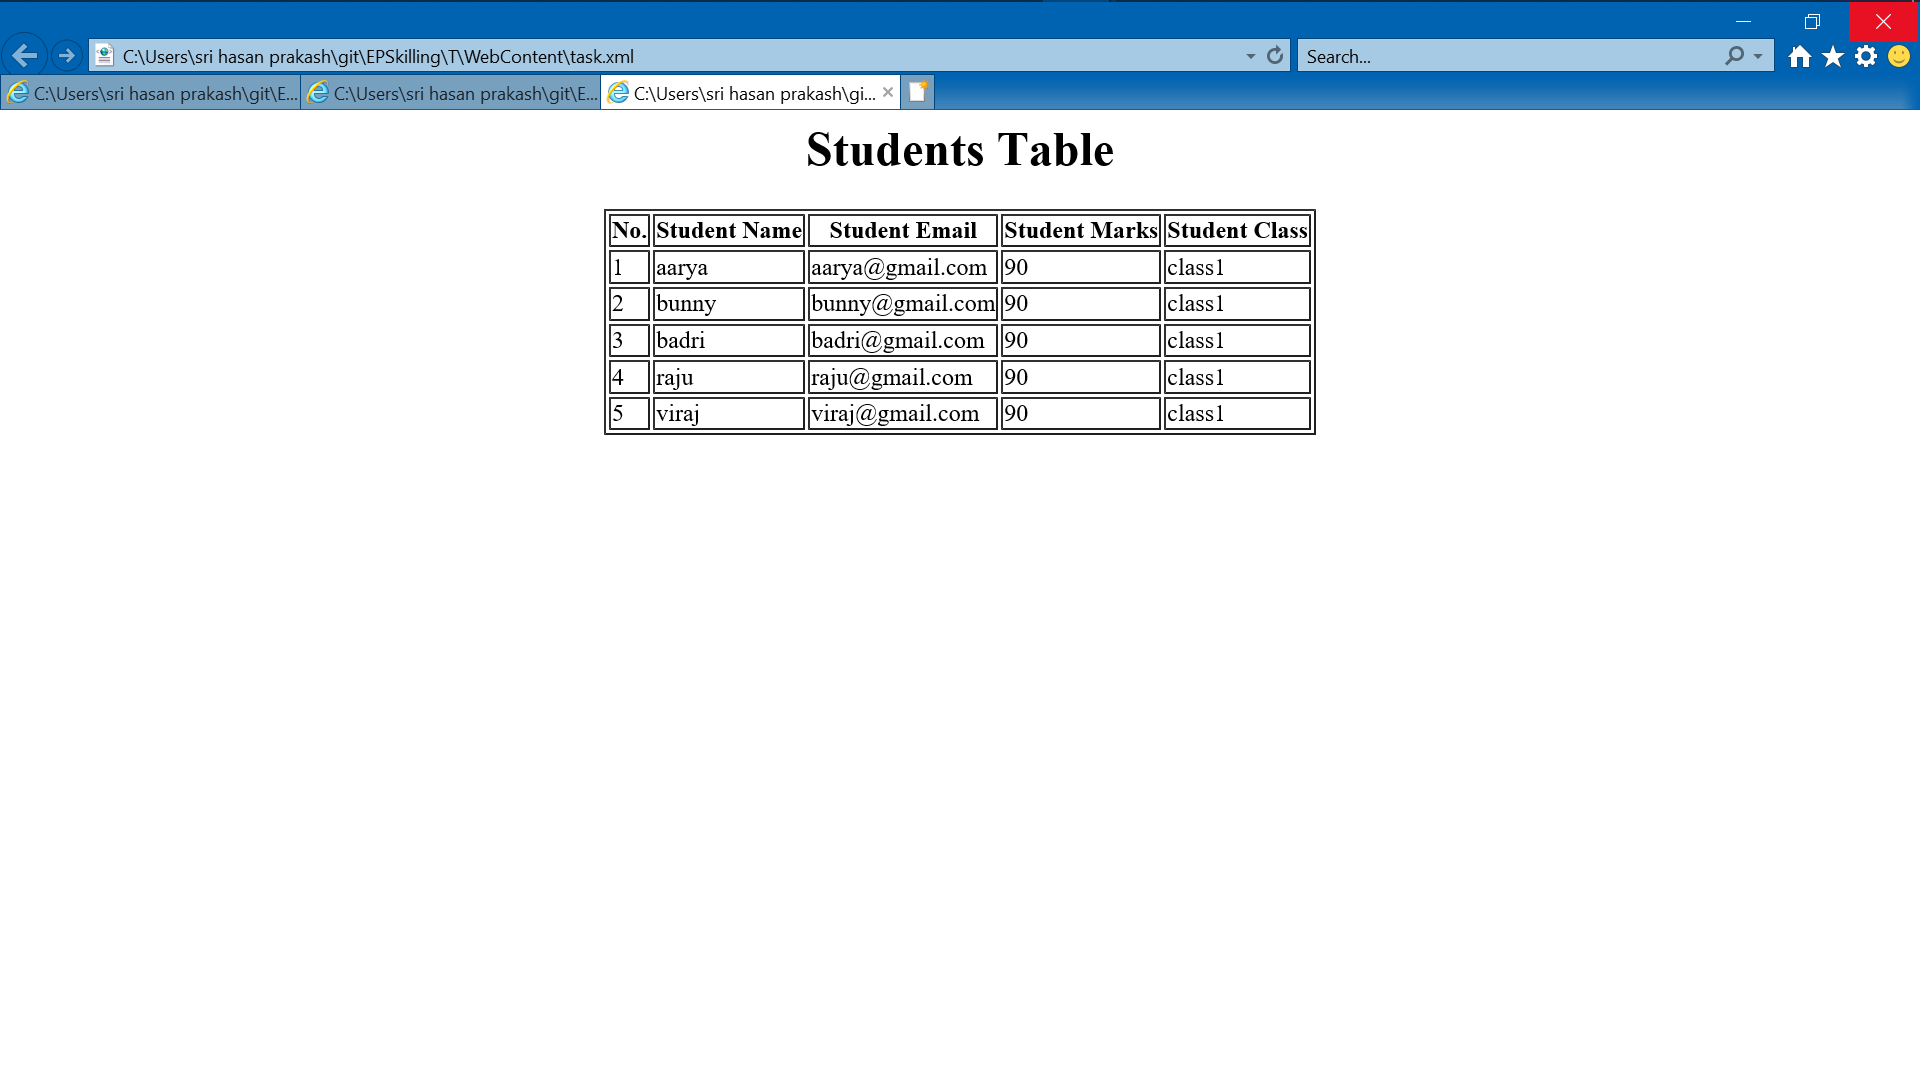 C:\Users\sri hasan prakash\git\EPSkilling\T\WebContent\task.xml
Search...
C:\Users\sri hasan prakash\git\E... C:\Users\sri hasan prakash\git\E... C:\Users\sri hasan prakash\gi...
Students Table
No. Student Name Student Email Student Marks Student Class
1 aarya aarya@gmail.com 90 class1
2 bunny bunny@gmail.com 90 class1
3 badri badri@gmail.com 90 class1
4 raju raju@gmail.com 90 class1
5 viraj viraj@gmail.com 90 class1